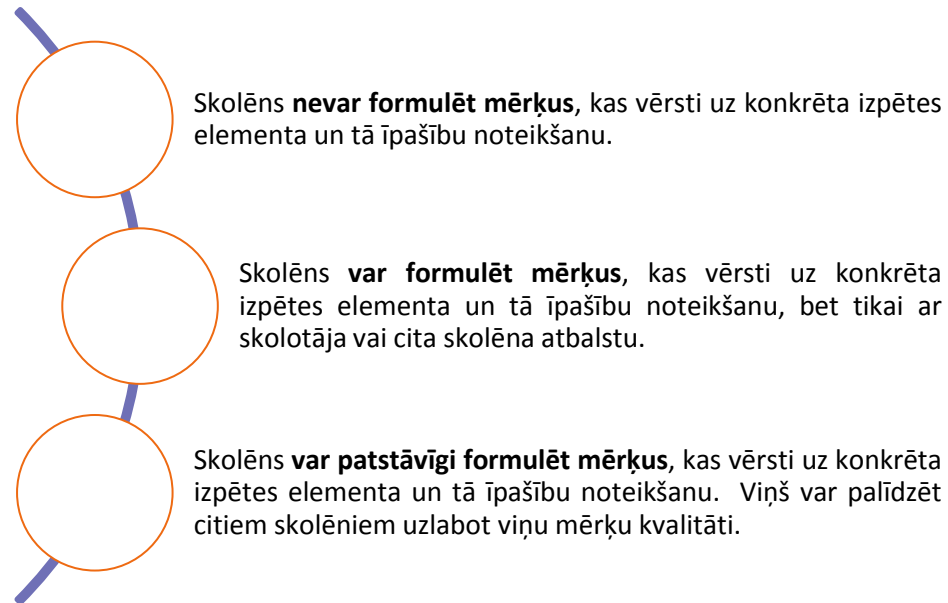 Skolēns nevar formulēt mērķus, kas vērsti uz konkrēta izpētes
elementa un tā īpašību noteikšanu.
Skolēns var formulēt mērķus, kas vērsti uz konkrēta
izpētes elementa un tā īpašību noteikšanu, bet tikai ar
skolotāja vai cita skolēna atbalstu.
Skolēns var patstāvīgi formulēt mērķus, kas vērsti uz konkrēta
izpētes elementa un tā īpašību noteikšanu. Viņš var palīdzēt
citiem skolēniem uzlabot viņu mērķu kvalitāti.